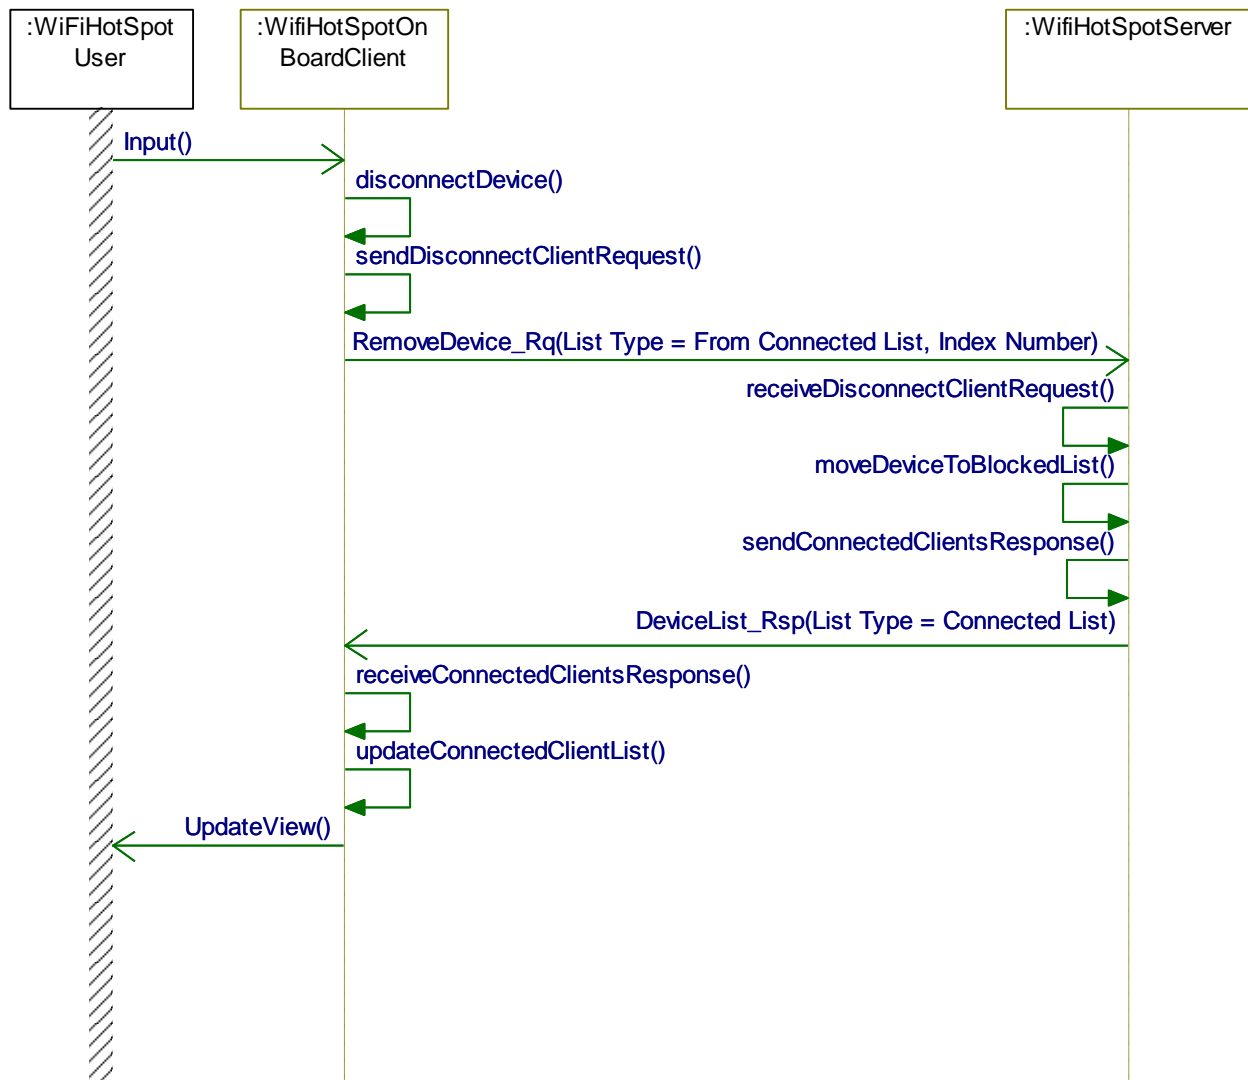 :WiFiHotSpot
User
:WifiHotSpotOn
BoardClient
:WifiHotSpotServer
Input()
disconnectDevice()
sendDisconnectClientRequest()
RemoveDevice_Rq(List Type = From Connected List, Index Number)
receiveDisconnectClientRequest()
moveDeviceToBlockedList()
sendConnectedClientsResponse()
DeviceList_Rsp(List Type = Connected List)
receiveConnectedClientsResponse()
updateConnectedClientList()
UpdateView()